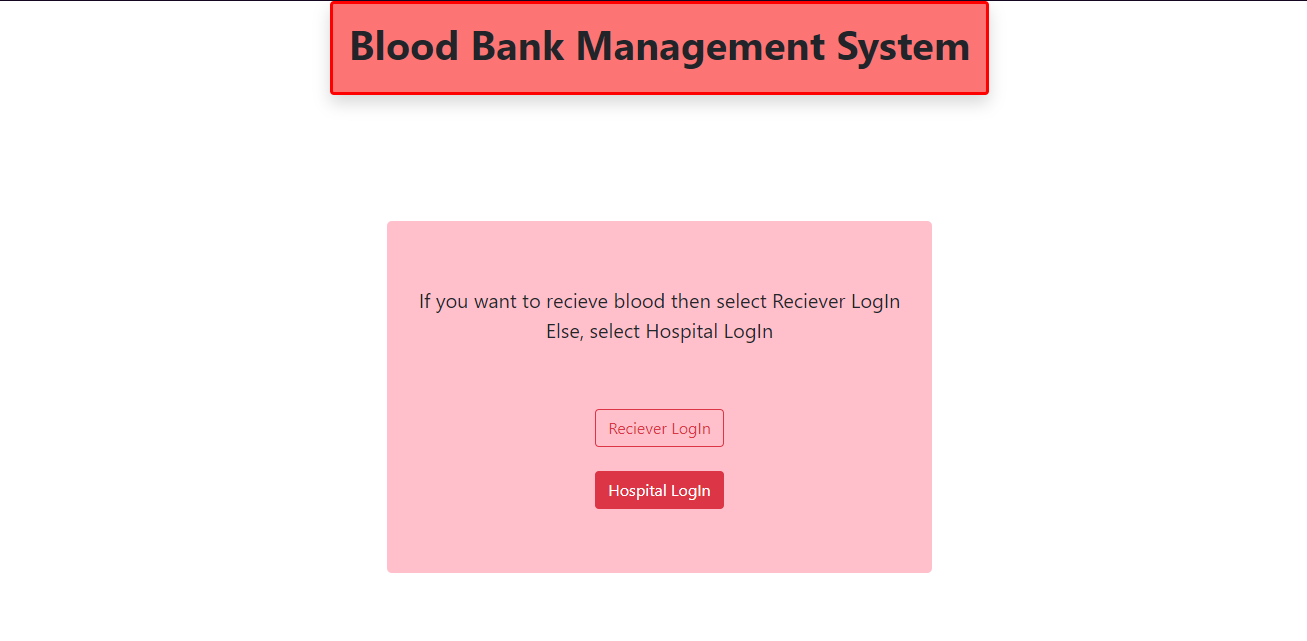 Blood Bank Management System
If you want to recieve blood then select Reciever LogIn
Else, select Hospital LogIn
Reciever LogIn
Hospital LogIn